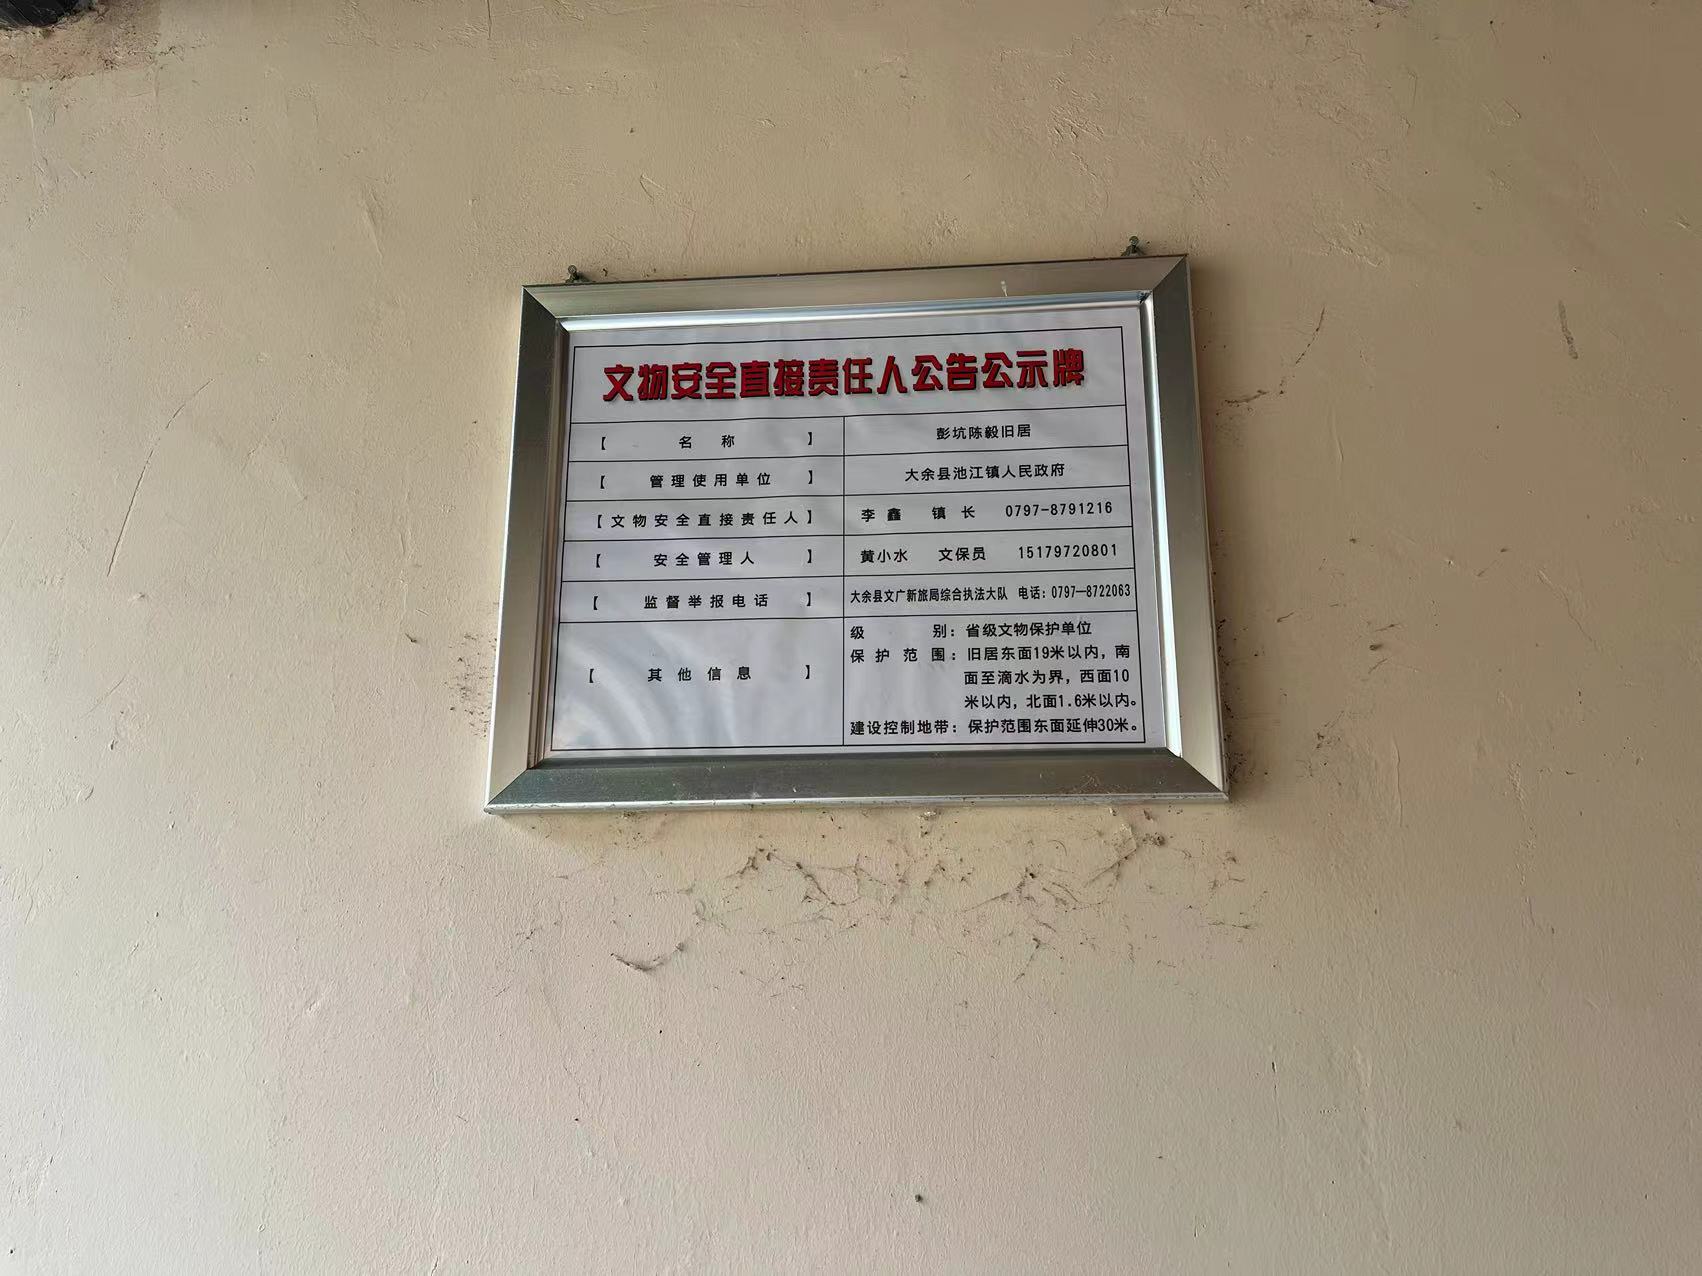 文物安全直接责任人公告公示牌
【 名 称 】 彭坑陈毅旧居
【 管理使用单位 】 大余县池江镇人民政府
【文物安全直接责任人】 李鑫 镇长 0797-8791216
【 安全管理人 】 黄小水 文保员 15179720801
【 监督举报电话 】 大余县文广新旅局综合执法大队 电话：0797—8722063
【 其他信息 】
级 别：省级文物保护单位
保 护 范 围：旧居东面19米以内，南
面至滴水为界，西面10
米以内，北面1.6米以内。
建设控制地带：保护范围东面延伸30米。